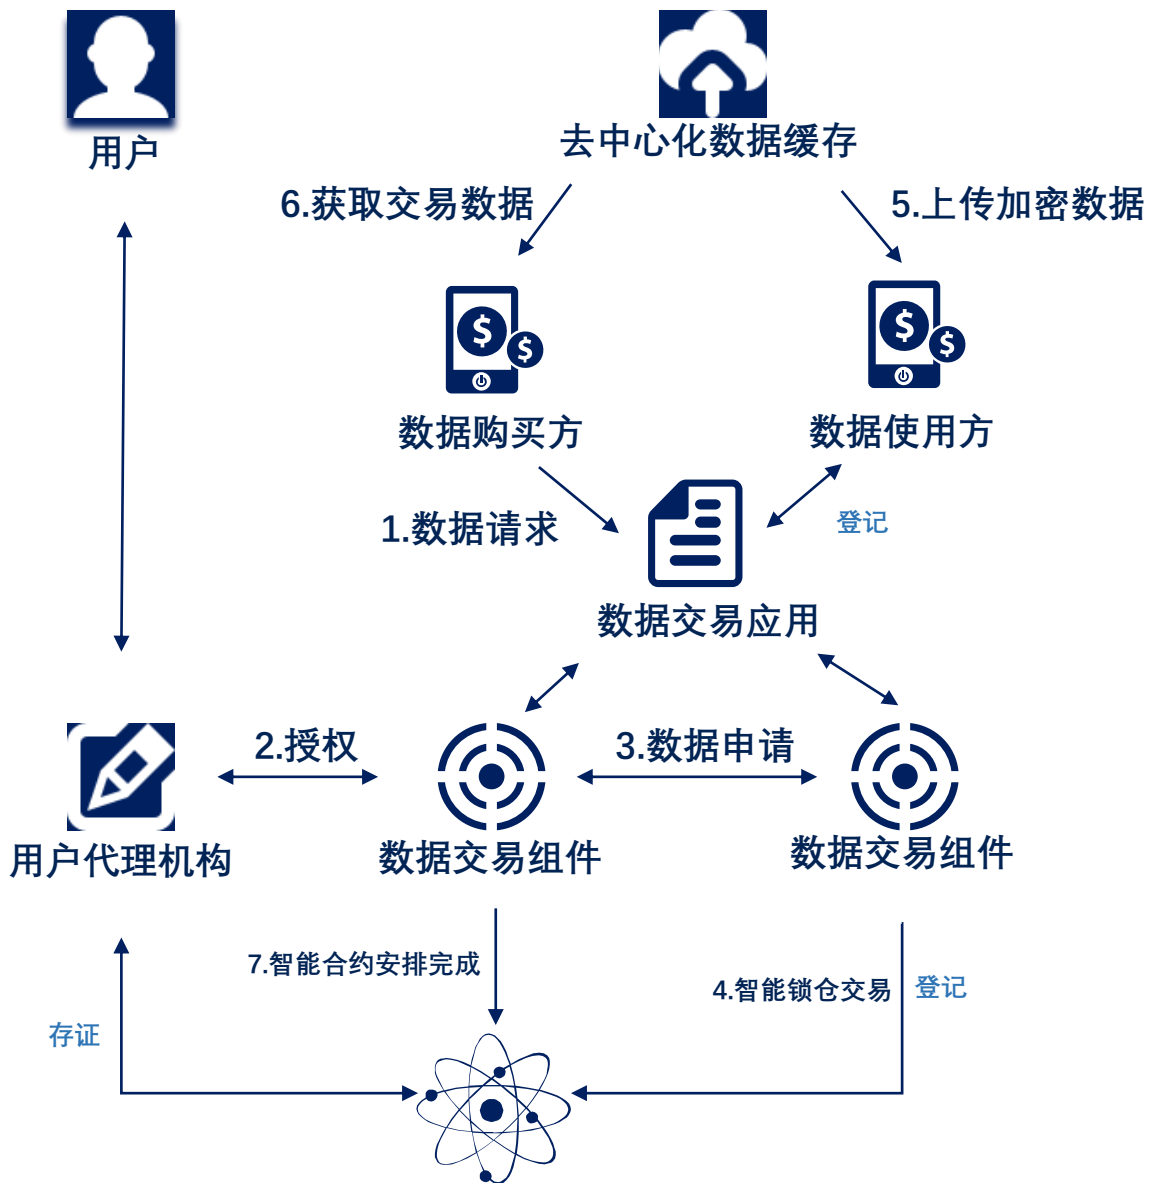 用户
去中心化数据缓存
6.获取交易数据
5.上传加密数据
数据购买方
数据使用方
1.数据请求
登记
数据交易应用
2.授权
3.数据申请
用户代理机构
数据交易组件
数据交易组件
7.智能合约安排完成
4.智能锁仓交易
登记
存证